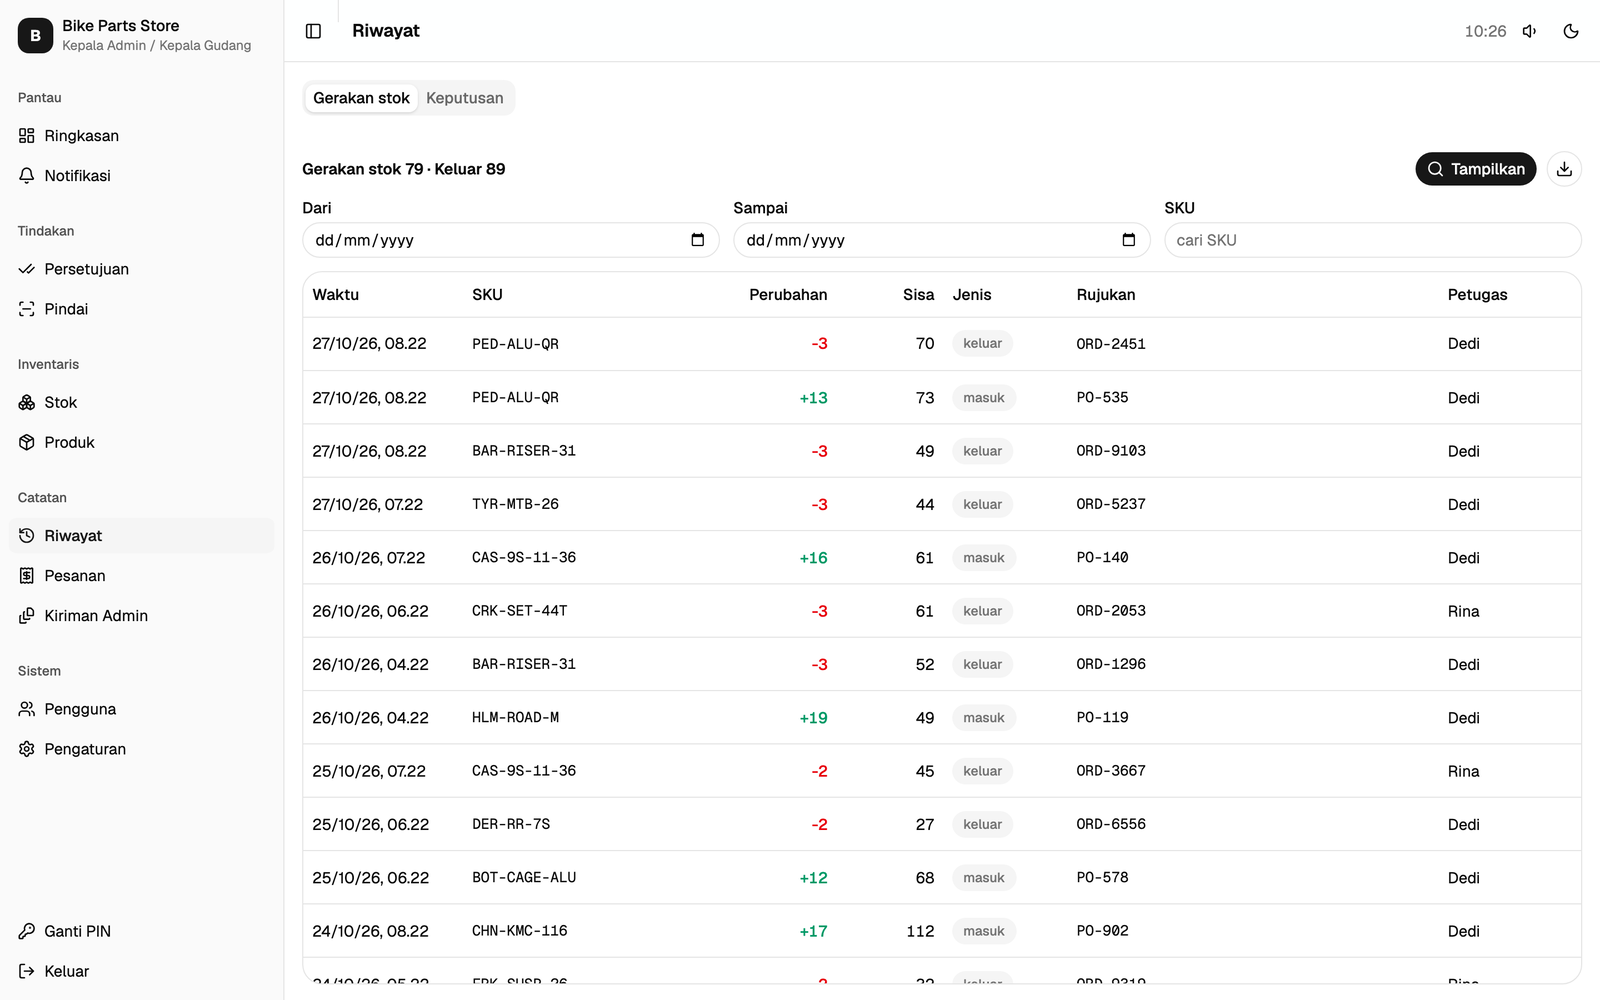 B
Bike Parts Store
Kepala Admin / Kepala Gudang
Pantau
Ringkasan
Notifikasi
Tindakan
Persetujuan
Pindai
Inventaris
Stok
Produk
Catatan
Riwayat
Pesanan
Kiriman Admin
Sistem
Pengguna
Pengaturan
Ganti PIN
Keluar
Riwayat
10:26
Gerakan stok Keputusan
Gerakan stok 79 · Keluar 89
Tampilkan
Dari Sampai SKU
dd/mm/yyyy dd/mm/yyyy cari SKU
Waktu SKU Perubahan Sisa Jenis Rujukan Petugas
27/10/26, 08.22 PED-ALU-QR -3 70 keluar ORD-2451 Dedi
27/10/26, 08.22 PED-ALU-QR +13 73 masuk PO-535 Dedi
27/10/26, 08.22 BAR-RISER-31 -3 49 keluar ORD-9103 Dedi
27/10/26, 07.22 TYR-MTB-26 -3 44 keluar ORD-5237 Dedi
26/10/26, 07.22 CAS-9S-11-36 +16 61 masuk PO-140 Dedi
26/10/26, 06.22 CRK-SET-44T -3 61 keluar ORD-2053 Rina
26/10/26, 04.22 BAR-RISER-31 -3 52 keluar ORD-1296 Dedi
26/10/26, 04.22 HLM-ROAD-M +19 49 masuk PO-119 Dedi
25/10/26, 07.22 CAS-9S-11-36 -2 45 keluar ORD-3667 Rina
25/10/26, 06.22 DER-RR-7S -2 27 keluar ORD-6556 Dedi
25/10/26, 06.22 BOT-CAGE-ALU +12 68 masuk PO-578 Dedi
24/10/26, 08.22 CHN-KMC-116 +17 112 masuk PO-902 Dedi